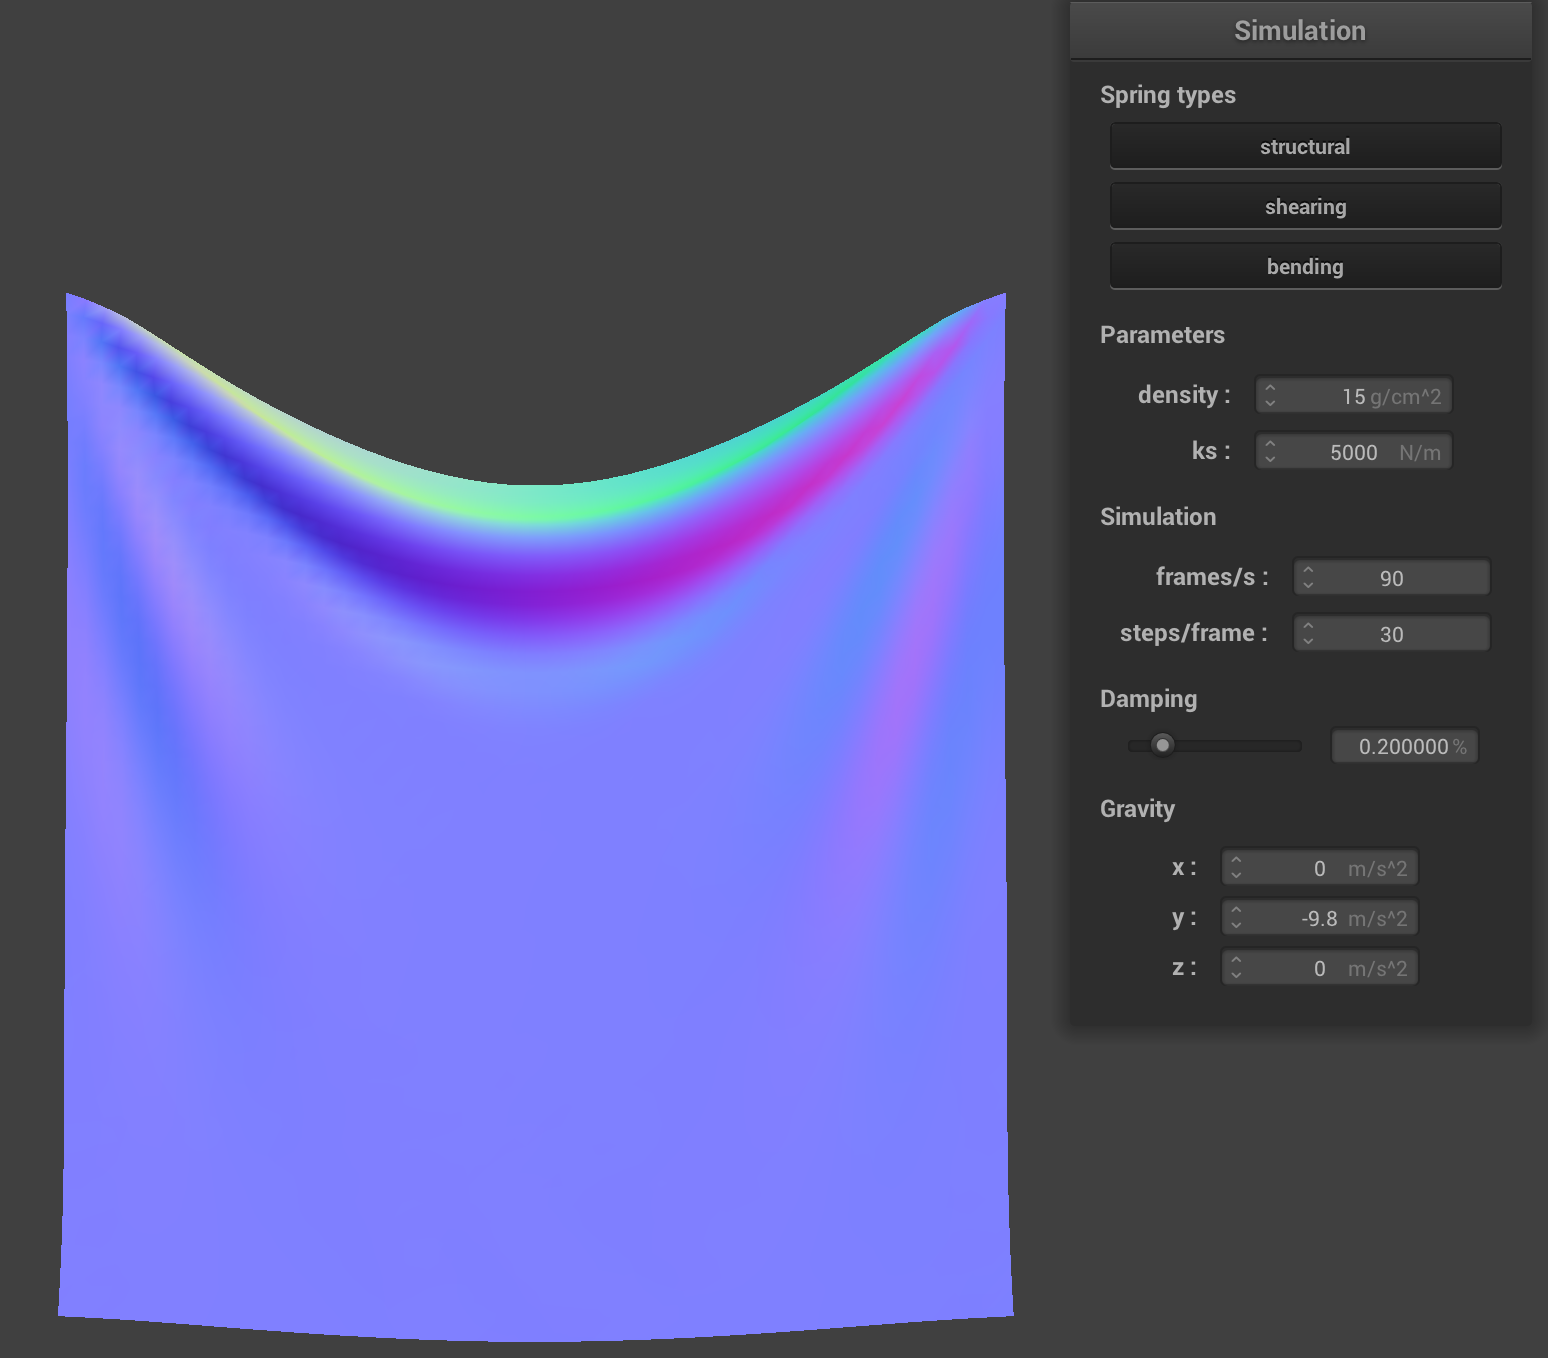 Simulation
Spring types
structural
shearing
bending
Parameters
density : 15 g/cm^2
ks : 5000 N/m
Simulation
frames/s : 90
steps/frame : 30
Damping
0.200000 %
Gravity
x : 0 m/s^2
y : -9.8 m/s^2
z : 0 m/s^2